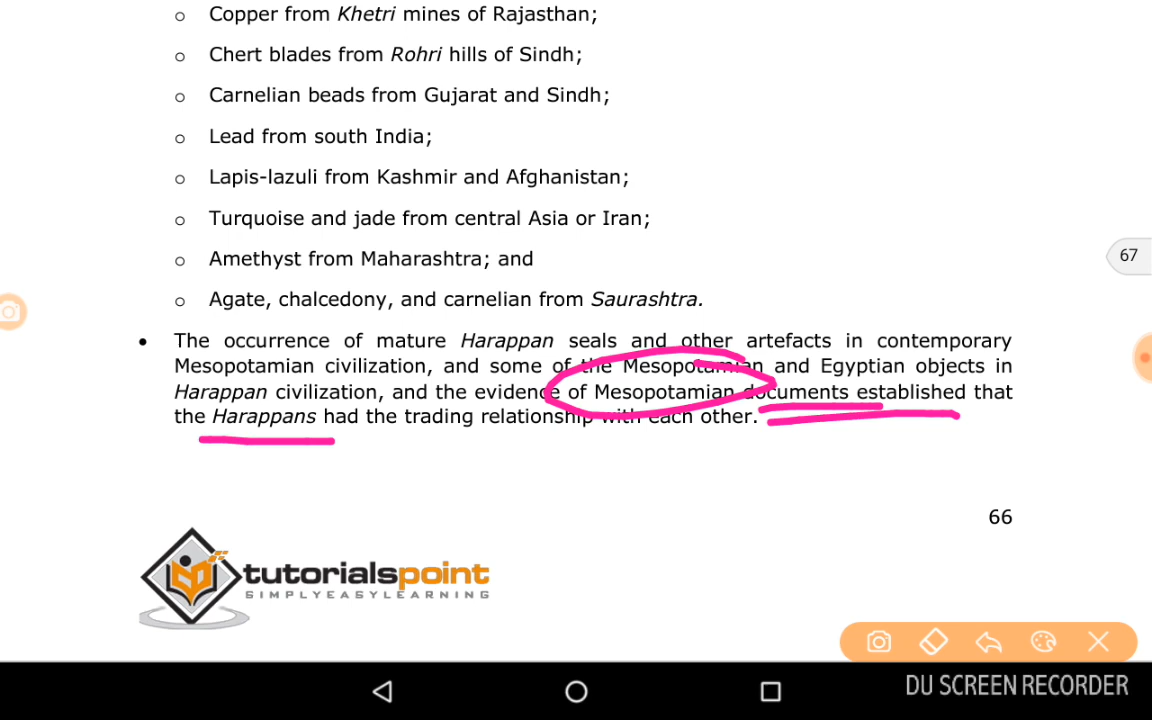 o Copper from Khetri mines of Rajasthan;
o Chert blades from Rohri hills of Sindh;
o Carnelian beads from Gujarat and Sindh;
o Lead from south India;
o Lapis-lazuli from Kashmir and Afghanistan;
o Turquoise and jade from central Asia or Iran;
67
o Amethyst from Maharashtra; and
o Agate, chalcedony, and carnelian from Saurashtra.
• The occurrence of mature Harappan seals and other artefacts in contemporary
Mesopotamian civilization, and some of the Mesopotamian and Egyptian objects in
Harappan civilization, and the evidence of Mesopotamian documents established that
the Harappans had the trading relationship with each other.
66
tutorialspoint
SIMPLYEASYLEARNING
DU SCREEN RECORDER